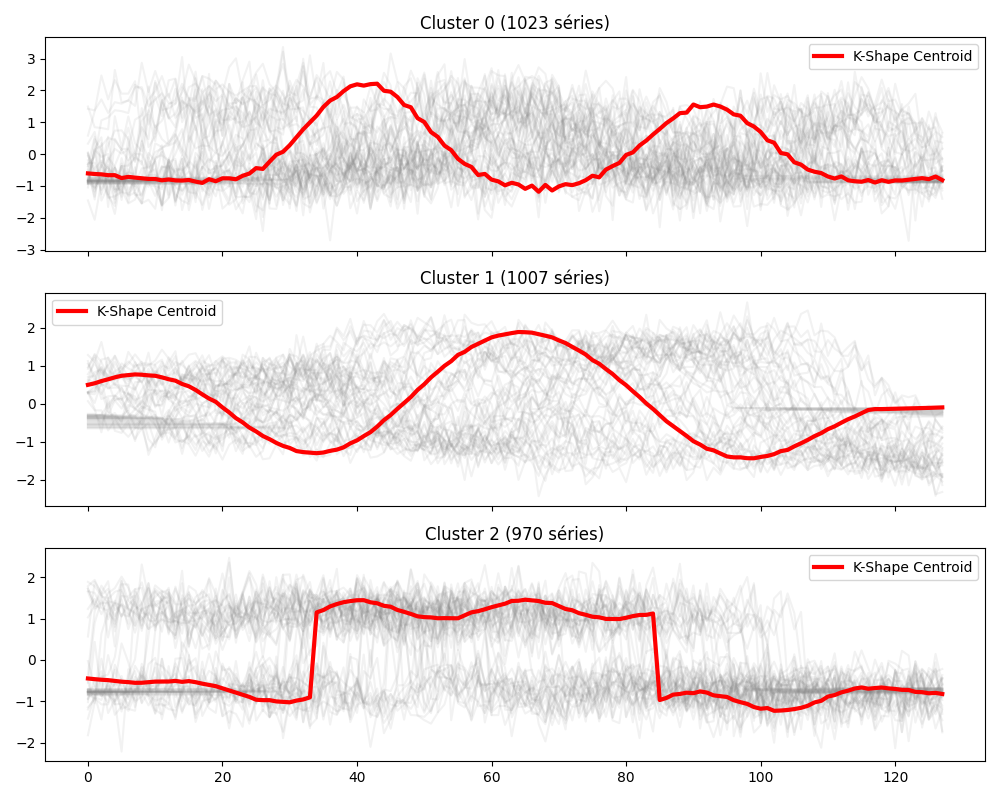 Cluster 0 (1023 séries)
K-Shape Centroid
3
2
1
0
−1
−2
−3
Cluster 1 (1007 séries)
K-Shape Centroid
2
1
0
−1
−2
Cluster 2 (970 séries)
K-Shape Centroid
2
1
0
−1
−2
0 20 40 60 80 100 120